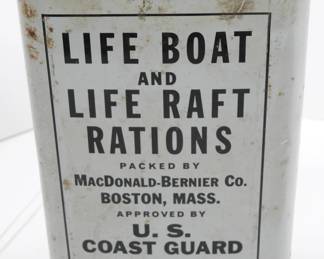 LIFE BOAT
AND
LIFE RAFT
RATIONS
PACKED BY
MACDONALD-BERNIER CO.
BOSTON, MASS.
APPROVED BY
U. S.
COAST GUARD